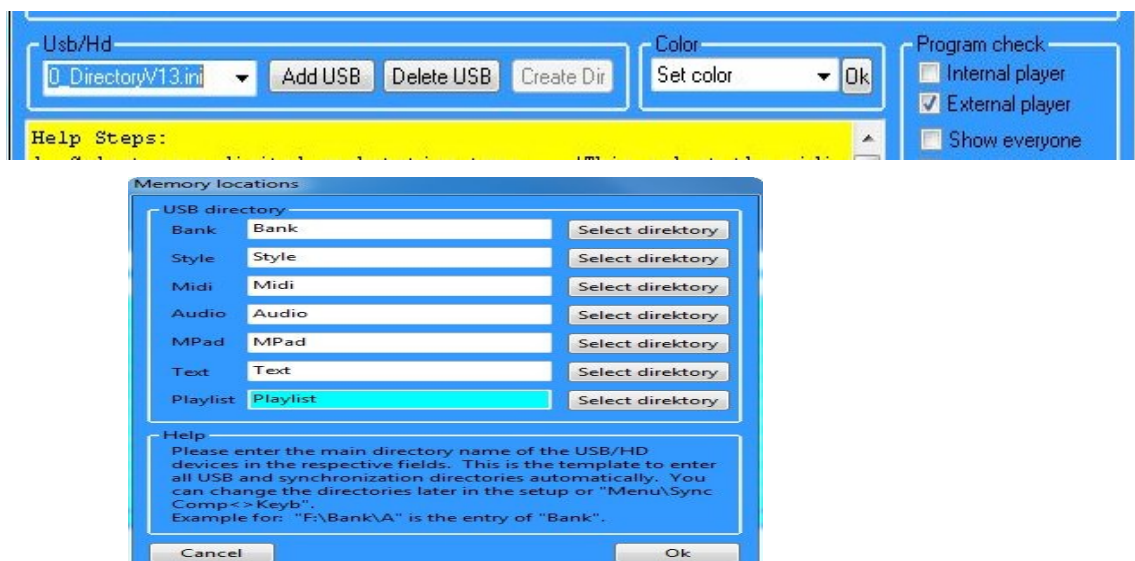 Usb/Hd
0_DirectoryV13.ini Add USB Delete USB Create Dir
Color
Set color Ok
Program check
Internal player
External player
Show everyone
Help Steps:
Memory locations
USB directory
Bank Bank Select direktory
Style Style Select direktory
Midi Midi Select direktory
Audio Audio Select direktory
MPad MPad Select direktory
Text Text Select direktory
Playlist Playlist Select direktory
Help
Please enter the main directory name of the USB/HD
devices in the respective fields. This is the template to enter
all USB and synchronization directories automatically. You
can change the directories later in the setup or "Menu\Sync
Comp<>Keyb".
Example for: "F:\Bank\A" is the entry of "Bank".
Cancel Ok